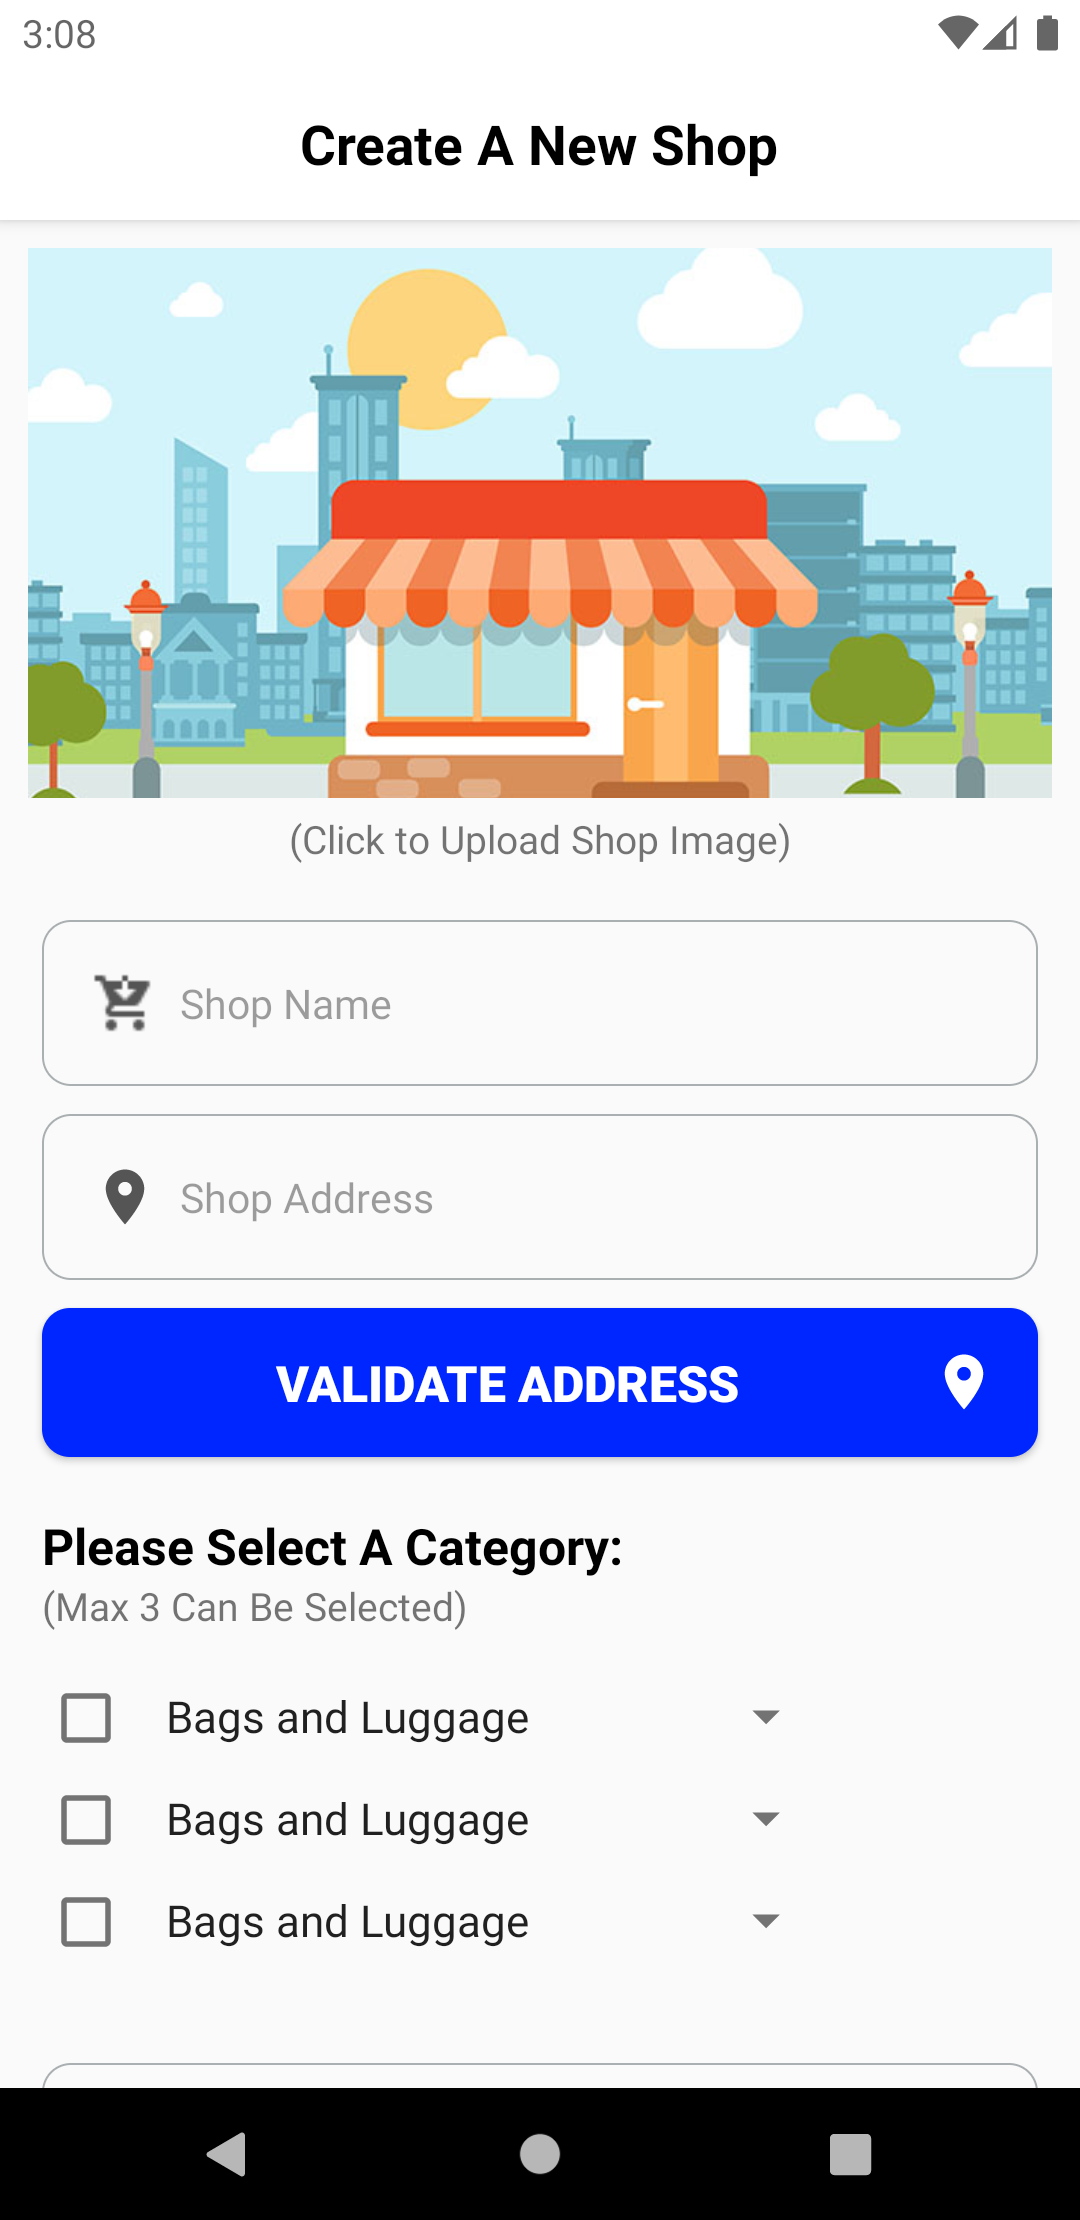 3:08
Create A New Shop
(Click to Upload Shop Image)
Shop Name
Shop Address
VALIDATE ADDRESS
Please Select A Category:
(Max 3 Can Be Selected)
Bags and Luggage
Bags and Luggage
Bags and Luggage